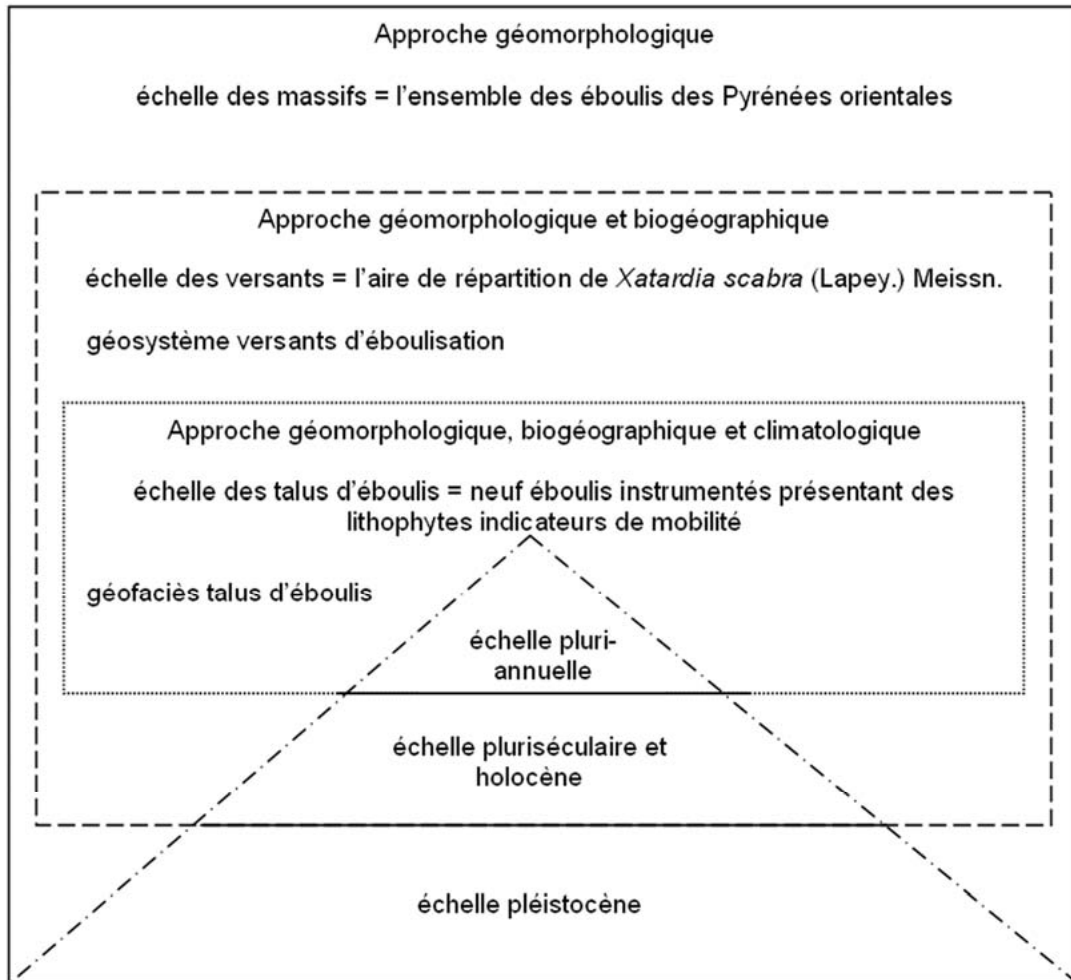 Approche géomorphologique
échelle des massifs = l'ensemble des éboulis des Pyrénées orientales
Approche géomorphologique et biogéographique
échelle des versants = l'aire de répartition de Xatardia scabra (Lapey.) Meissn.
géosystème versants d'éboulisation
Approche géomorphologique, biogéographique et climatologique
échelle des talus d'éboulis = neuf éboulis instrumentés présentant des
lithophytes indicateurs de mobilité
géofaciès talus d'éboulis
échelle pluri-
annuelle
échelle pluriséculaire et
holocène
échelle pléistocène